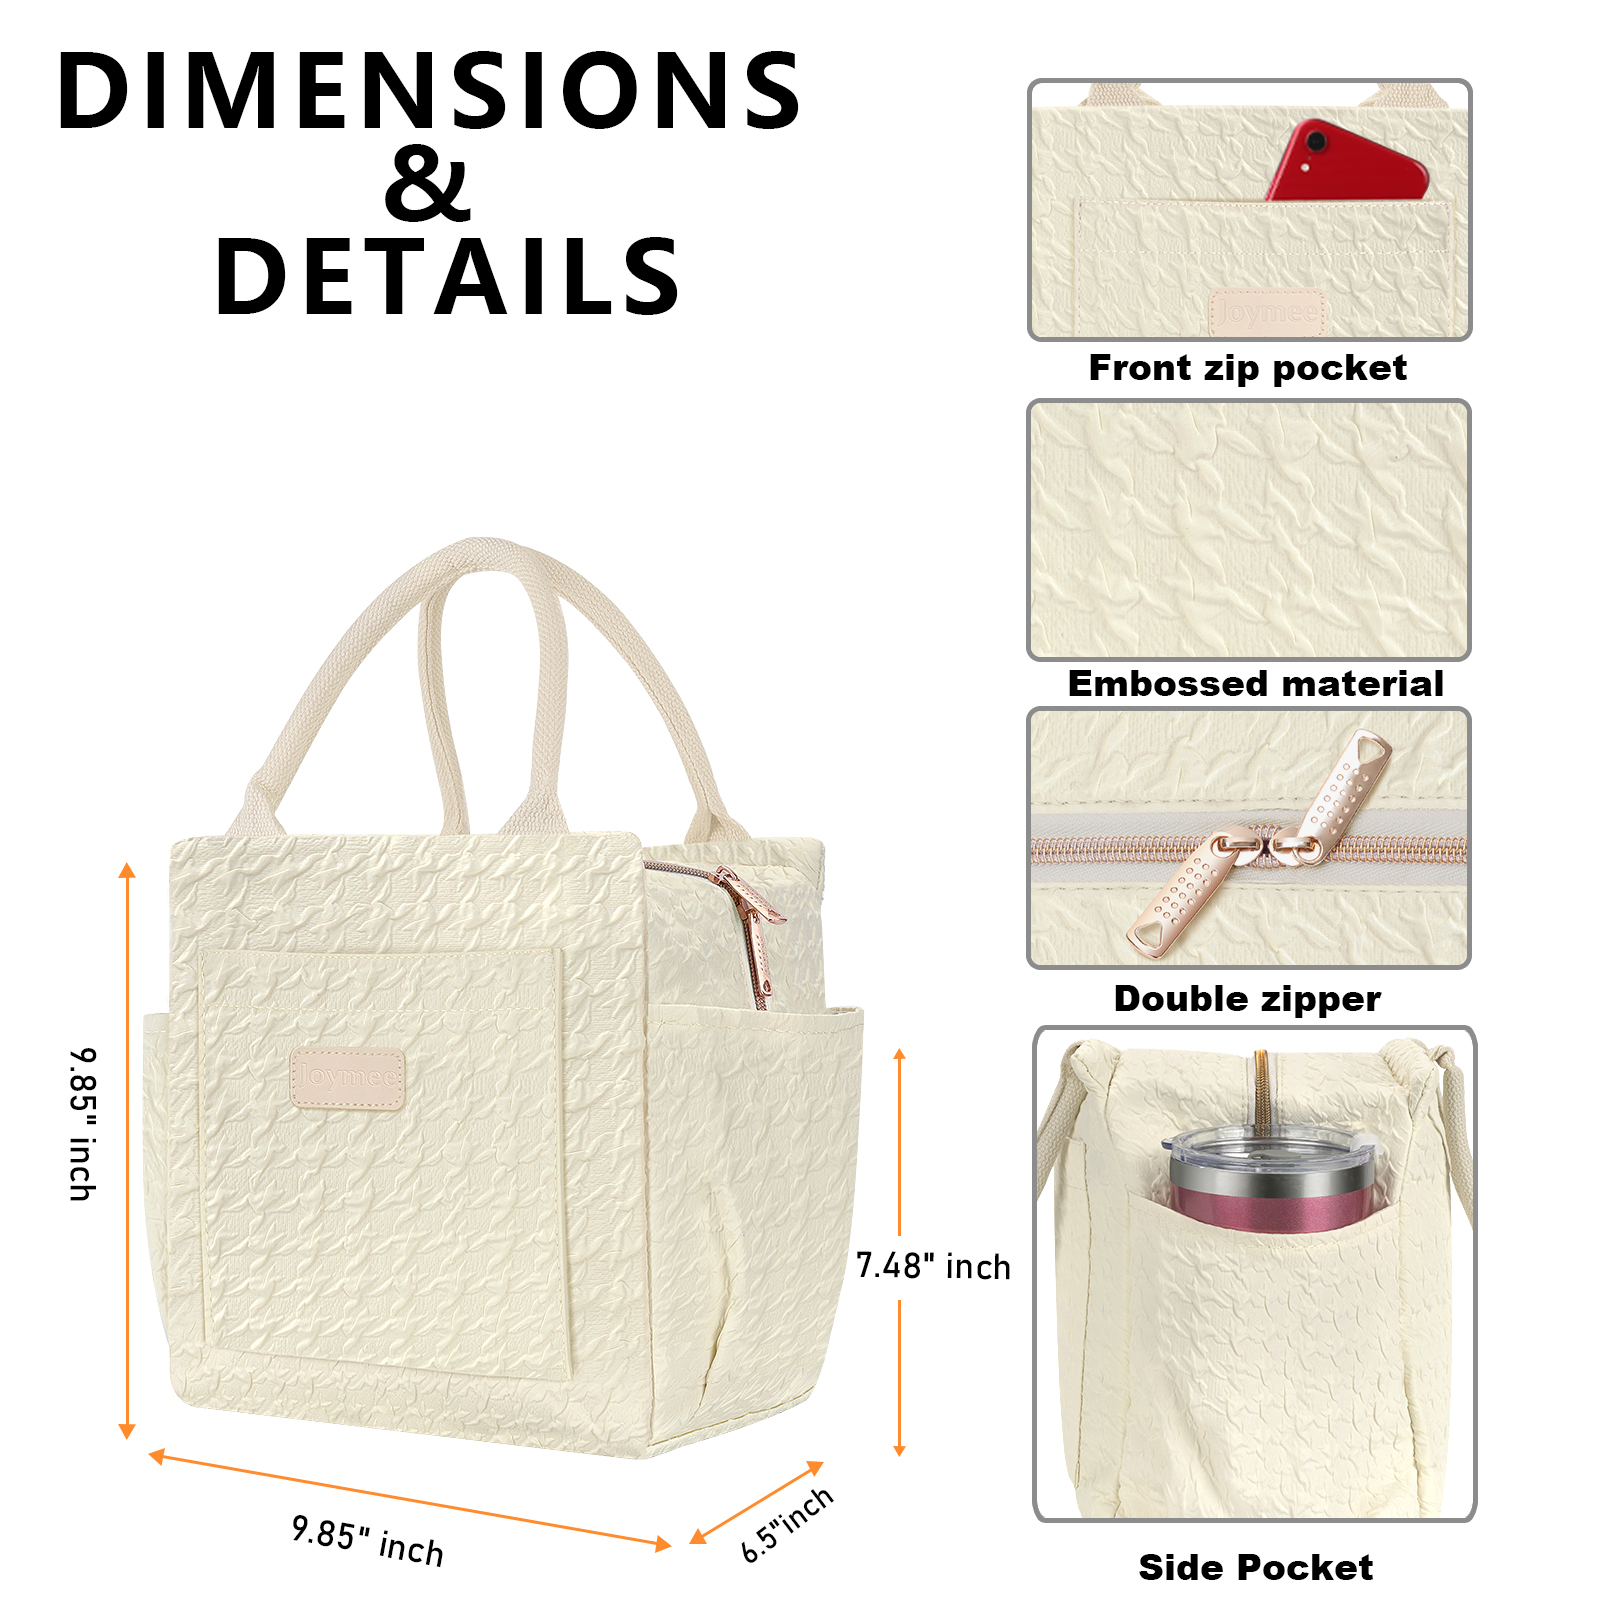 DIMENSIONS
&
DETAILS
Joymee
Front zip pocket
Embossed material
Double zipper
Joymee
9.85" inch
7.48" inch
9.85" inch
6.5"inch
Side Pocket